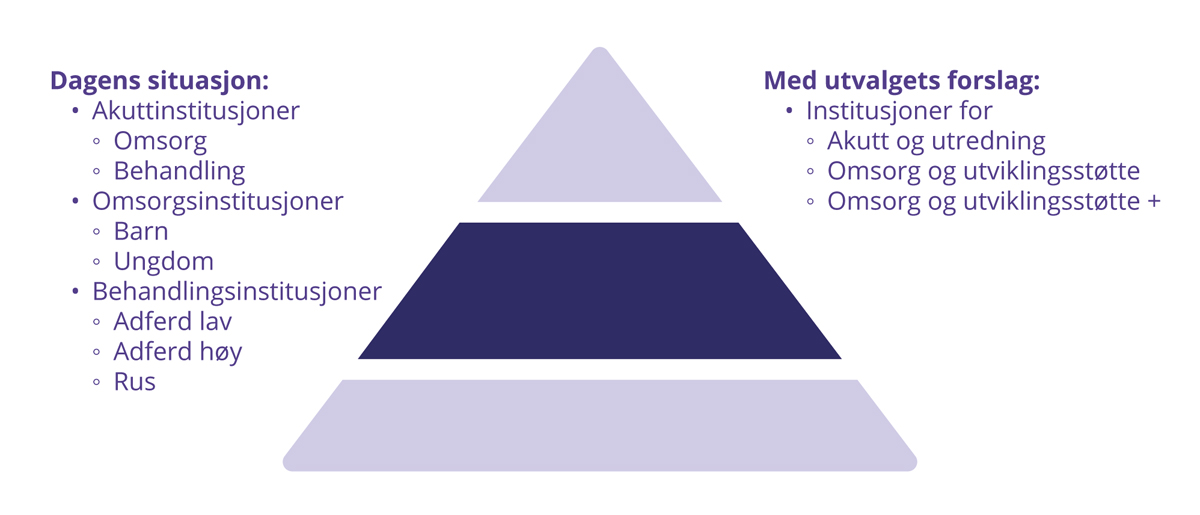 Dagens situasjon:
• Akuttinstitusjoner
◦ Omsorg
◦ Behandling
• Omsorgsinstitusjoner
◦ Barn
◦ Ungdom
• Behandlingsinstitusjoner
◦ Adferd lav
◦ Adferd høy
◦ Rus
Med utvalgets forslag:
• Institusjoner for
◦ Akutt og utredning
◦ Omsorg og utviklingsstøtte
◦ Omsorg og utviklingsstøtte +